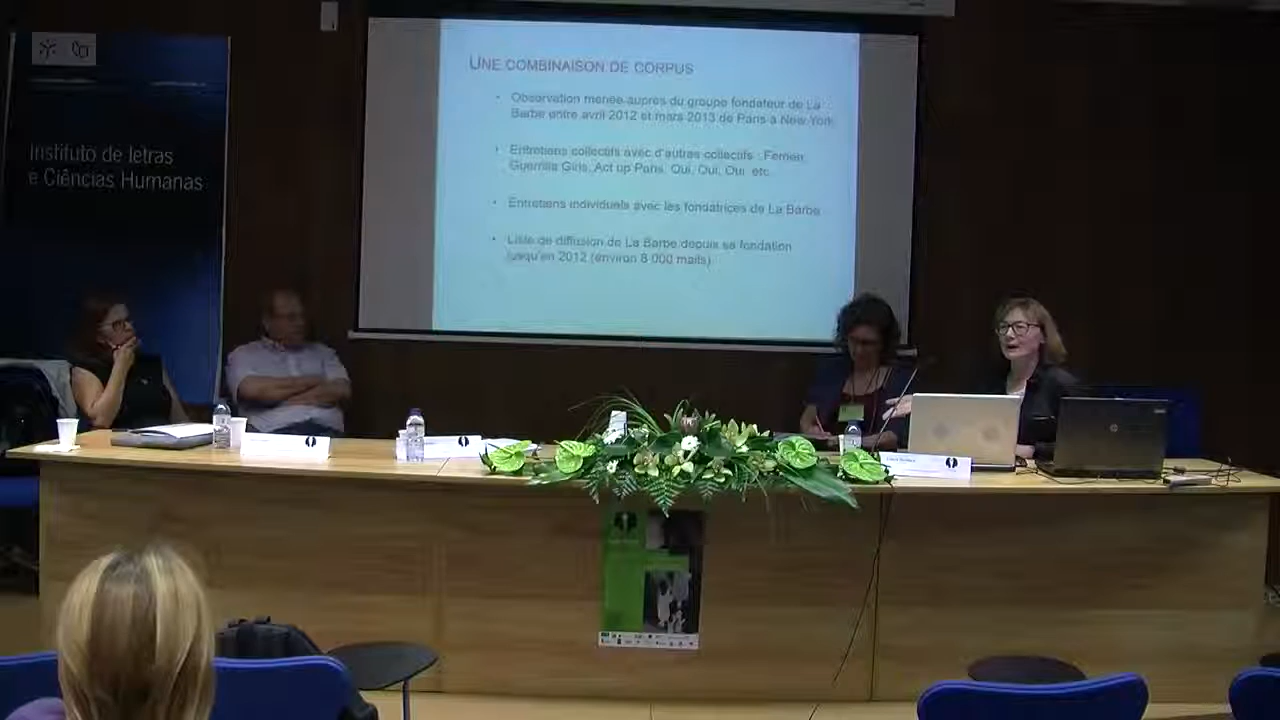 UNE COMBINAISON DE CORPUS
• Observation menée auprès du groupe fondateur de La
Barbe entre avril 2012 et mars 2013 de Paris à New York
• Entretiens collectifs avec d'autres collectifs : Femen,
Guerrilla Girls, Act up Paris, Oui, Oui, Oui, etc.
• Entretiens individuels avec les fondatrices de La Barbe
• Liste de diffusion de La Barbe depuis sa fondation
jusqu'en 2012 (environ 8 000 mails)
Instituto de letras
e Ciências Humanas